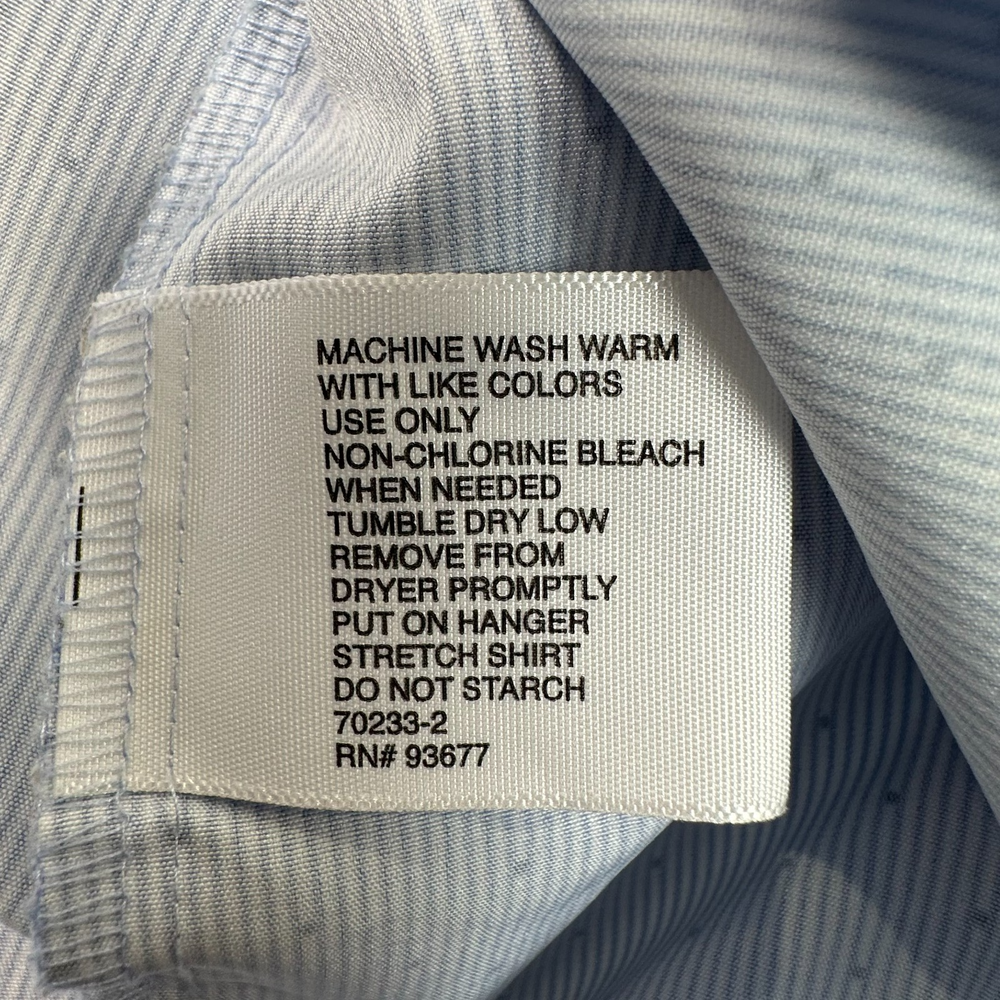 MACHINE WASH WARM
WITH LIKE COLORS
USE ONLY
NON-CHLORINE BLEACH
WHEN NEEDED
TUMBLE DRY LOW
REMOVE FROM
DRYER PROMPTLY
PUT ON HANGER
STRETCH SHIRT
DO NOT STARCH
70233-2
RN# 93677